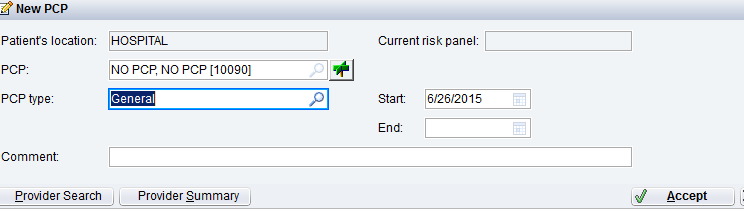 New PCP
Patient's location: HOSPITAL Current risk panel:
PCP: NO PCP, NO PCP [10090]
PCP type: General Start: 6/26/2015
End:
Comment:
Provider Search Provider Summary Accept